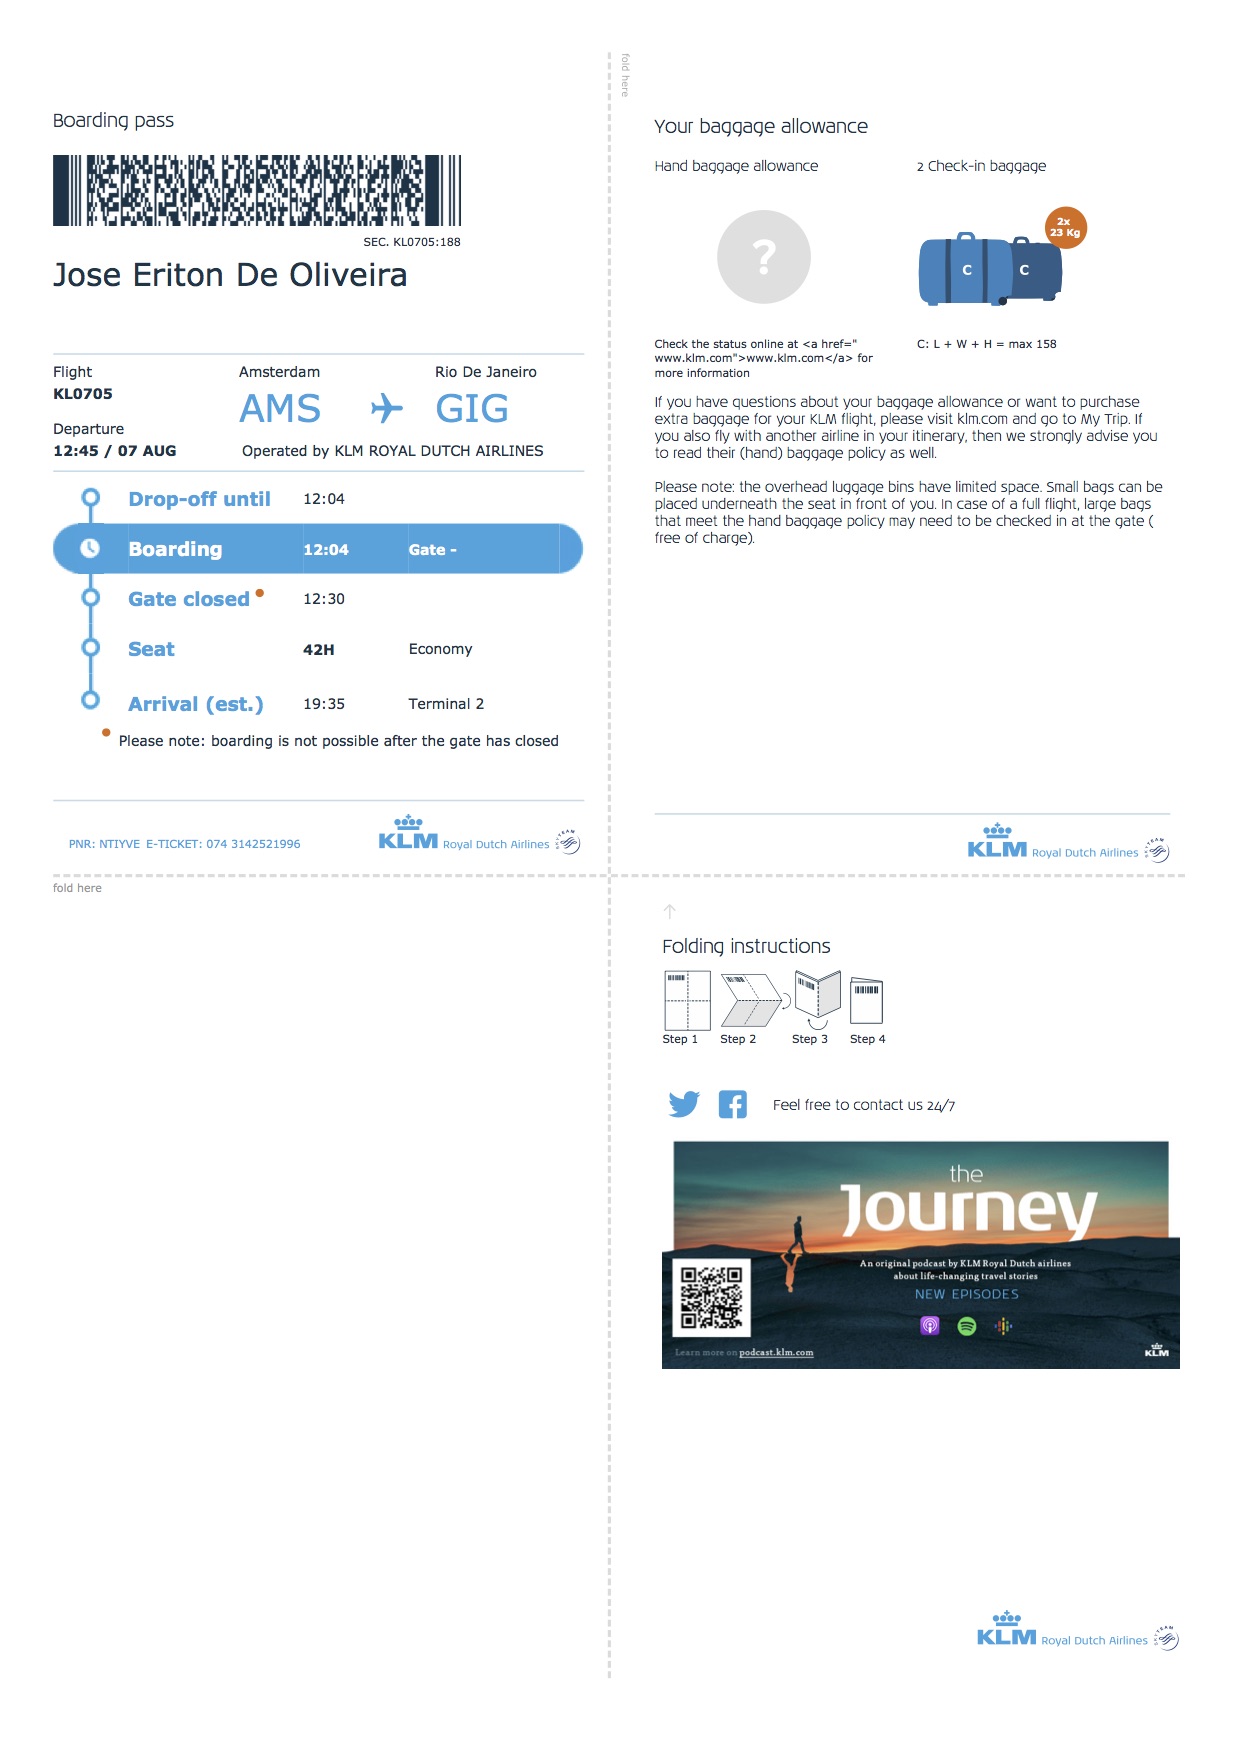 fold here
Boarding pass
SEC. KL0705:188
Jose Eriton De Oliveira
Flight
KL0705
Amsterdam
AMS
Rio De Janeiro
GIG
Departure
12:45 / 07 AUG
Operated by KLM ROYAL DUTCH AIRLINES
Drop-off until 12:04
Boarding 12:04 Gate -
Gate closed 12:30
Seat 42H Economy
Arrival (est.) 19:35 Terminal 2
Please note: boarding is not possible after the gate has closed
PNR: NTIYVE E-TICKET: 074 3142521996
KLM Royal Dutch Airlines
SKYTEAM
fold here
Your baggage allowance
Hand baggage allowance
?
Check the status online at <a href="
www.klm.com">www.klm.com</a> for
more information
2 Check-in baggage
2x
23 Kg
C C
C: L + W + H = max 158
If you have questions about your baggage allowance or want to purchase
extra baggage for your KLM flight, please visit klm.com and go to My Trip. If
you also fly with another airline in your itinerary, then we strongly advise you
to read their (hand) baggage policy as well.
Please note: the overhead luggage bins have limited space. Small bags can be
placed underneath the seat in front of you. In case of a full flight, large bags
that meet the hand baggage policy may need to be checked in at the gate (
free of charge).
KLM Royal Dutch Airlines
SKYTEAM
Folding instructions
Step 1 Step 2 Step 3 Step 4
Feel free to contact us 24/7
the
Journey
An original podcast by KLM Royal Dutch airlines
about life-changing travel stories
NEW EPISODES
Learn more on podcast.klm.com
KLM
KLM Royal Dutch Airlines
SKYTEAM